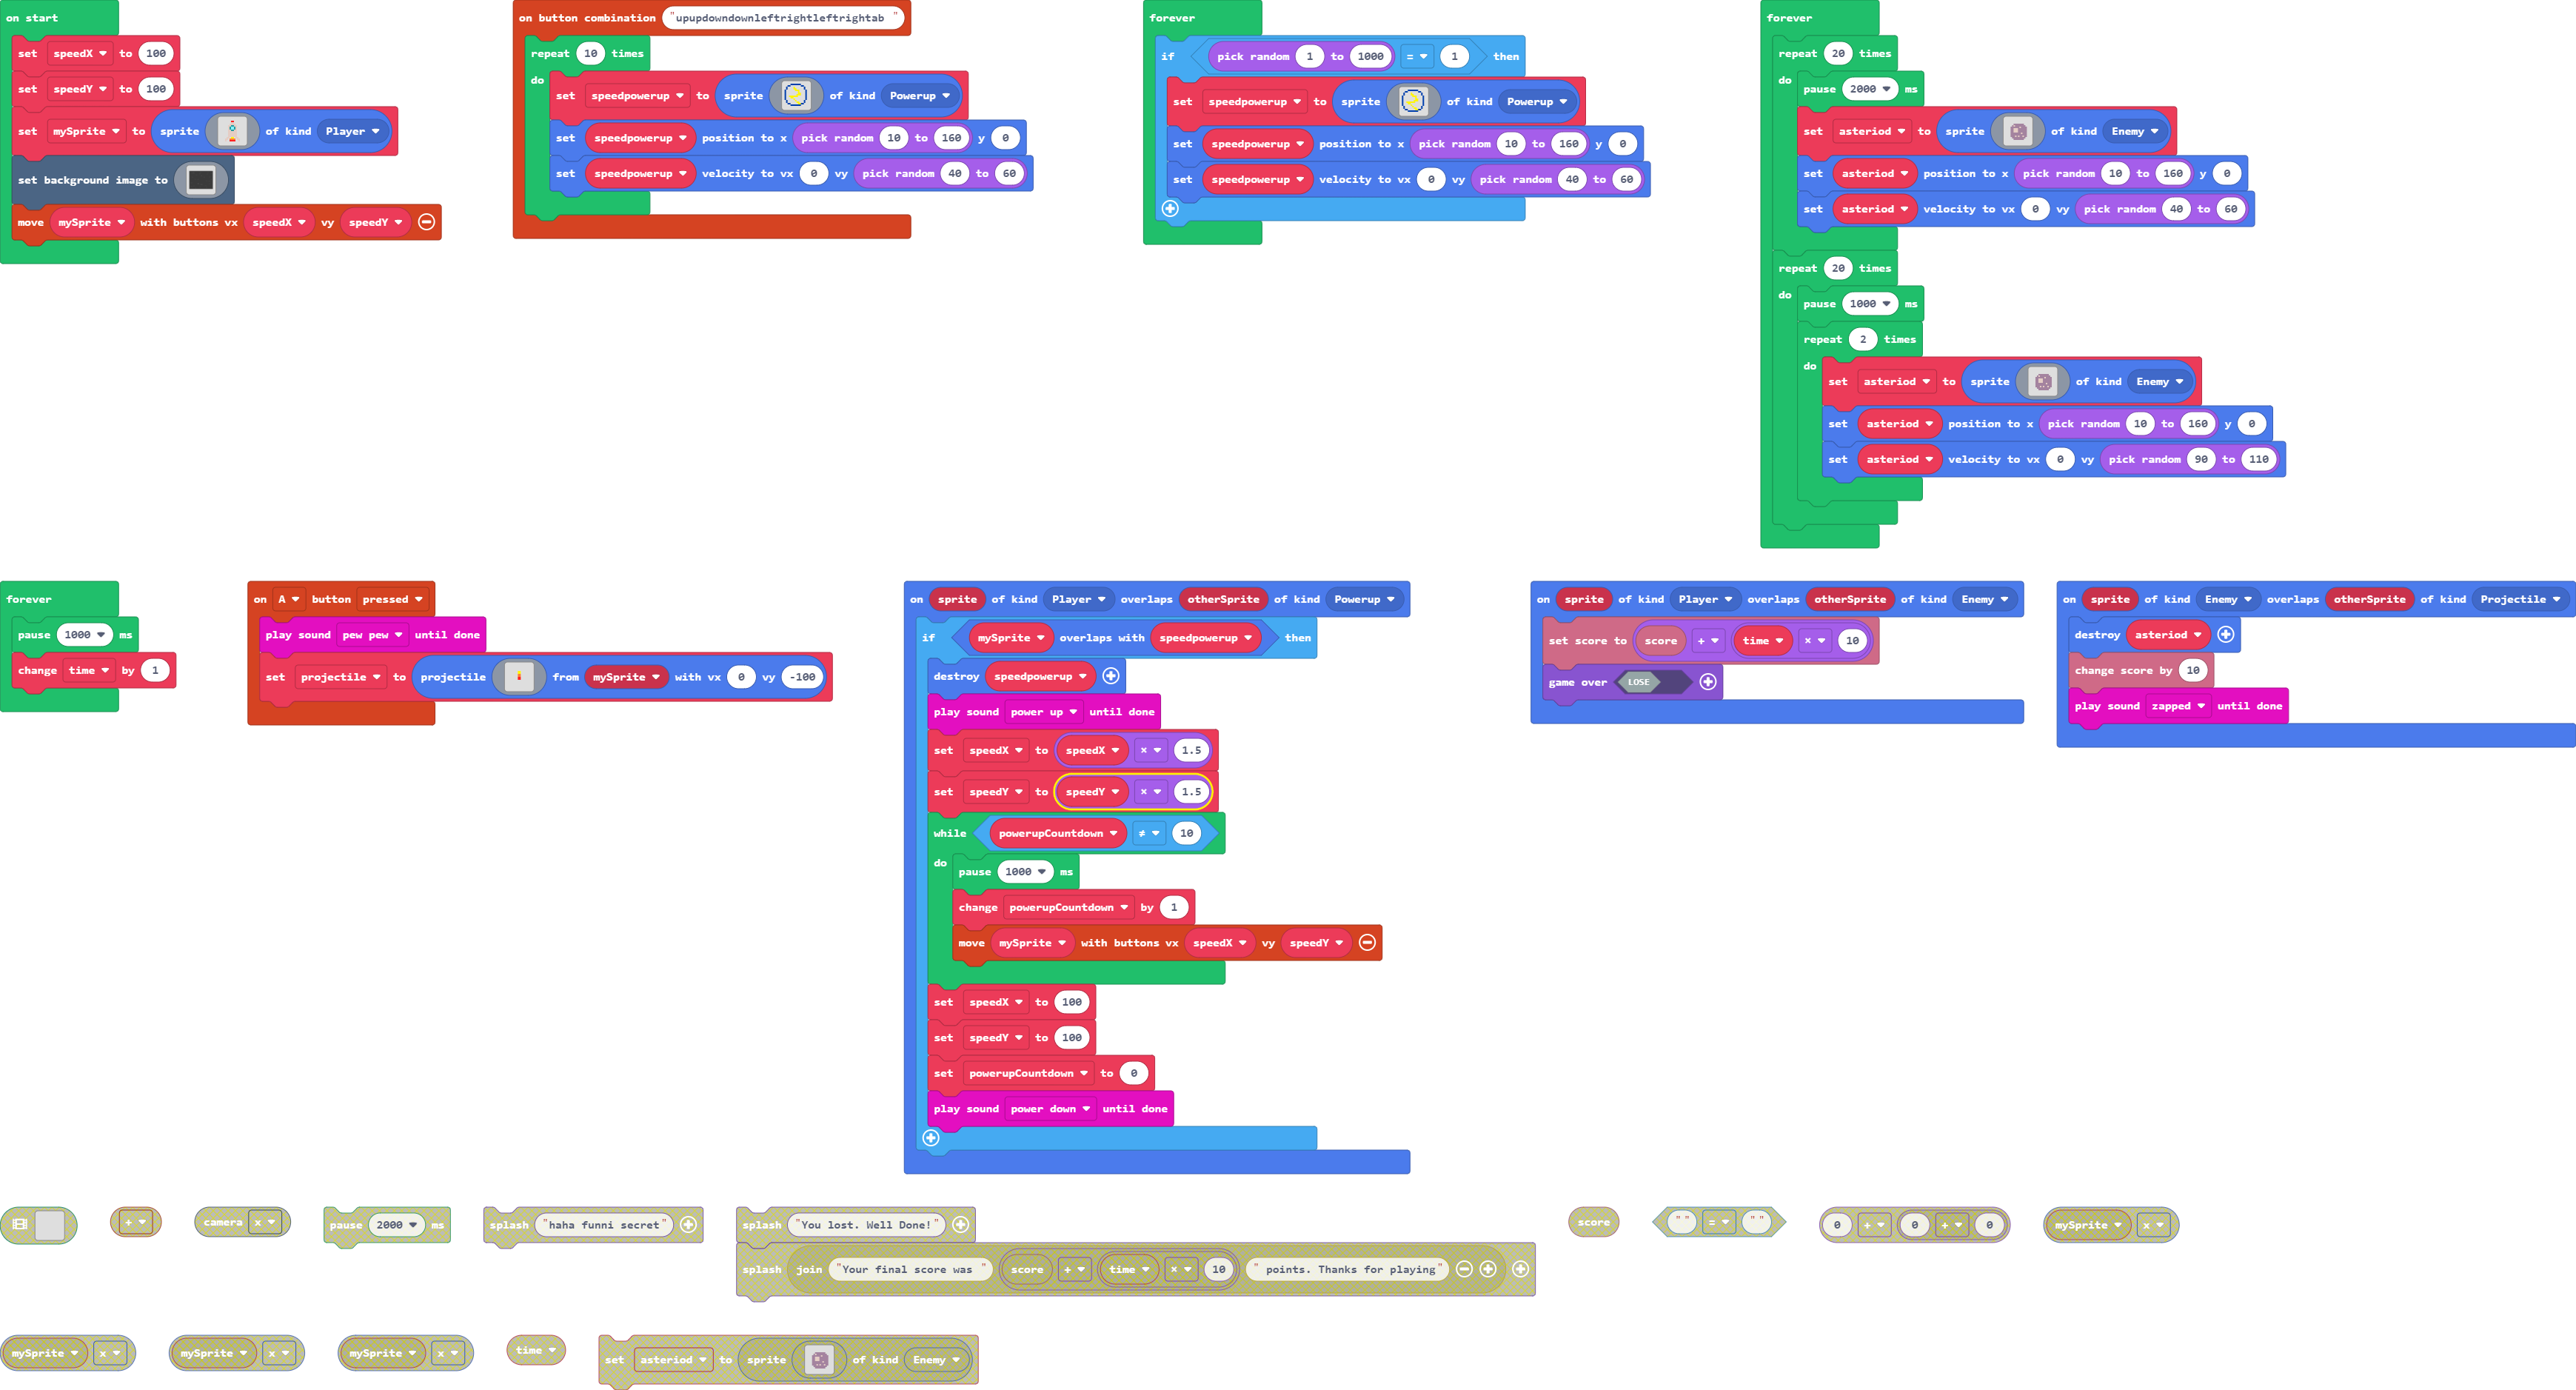 on start
set speedX to 100
set speedY to 100
set mySprite to sprite of kind Player
set background image to
move mySprite with buttons vx speedX vy speedY
on button combination "upupdowndownleftrightleftrightab "
repeat 10 times
do
set speedpowerup to sprite of kind Powerup
set speedpowerup position to x pick random 10 to 160 y 0
set speedpowerup velocity to vx 0 vy pick random 40 to 60
forever
if pick random 1 to 1000 = 1 then
set speedpowerup to sprite of kind Powerup
set speedpowerup position to x pick random 10 to 160 y 0
set speedpowerup velocity to vx 0 vy pick random 40 to 60
forever
repeat 20 times
do
pause 2000 ms
set asteriod to sprite of kind Enemy
set asteriod position to x pick random 10 to 160 y 0
set asteriod velocity to vx 0 vy pick random 40 to 60
repeat 20 times
do
pause 1000 ms
repeat 2 times
do
set asteriod to sprite of kind Enemy
set asteriod position to x pick random 10 to 160 y 0
set asteriod velocity to vx 0 vy pick random 90 to 110
forever
pause 1000 ms
change time by 1
on A button pressed
play sound pew pew until done
set projectile to projectile from mySprite with vx 0 vy -100
on sprite of kind Player overlaps otherSprite of kind Powerup
if mySprite overlaps with speedpowerup then
destroy speedpowerup
play sound power up until done
set speedX to speedX × 1.5
set speedY to speedY × 1.5
while powerupCountdown ≠ 10
do
pause 1000 ms
change powerupCountdown by 1
move mySprite with buttons vx speedX vy speedY
set speedX to 100
set speedY to 100
set powerupCountdown to 0
play sound power down until done
on sprite of kind Player overlaps otherSprite of kind Enemy
set score to score + time × 10
game over LOSE
on sprite of kind Enemy overlaps otherSprite of kind Projectile
destroy asteriod
change score by 10
play sound zapped until done
+
camera x
pause 2000 ms
splash "haha funni secret"
splash "You lost. Well Done!"
splash join "Your final score was " score + time × 10 " points. Thanks for playing"
score
"" = ""
0 + 0 + 0
mySprite x
mySprite x
mySprite x
mySprite x
time
set asteriod to sprite of kind Enemy